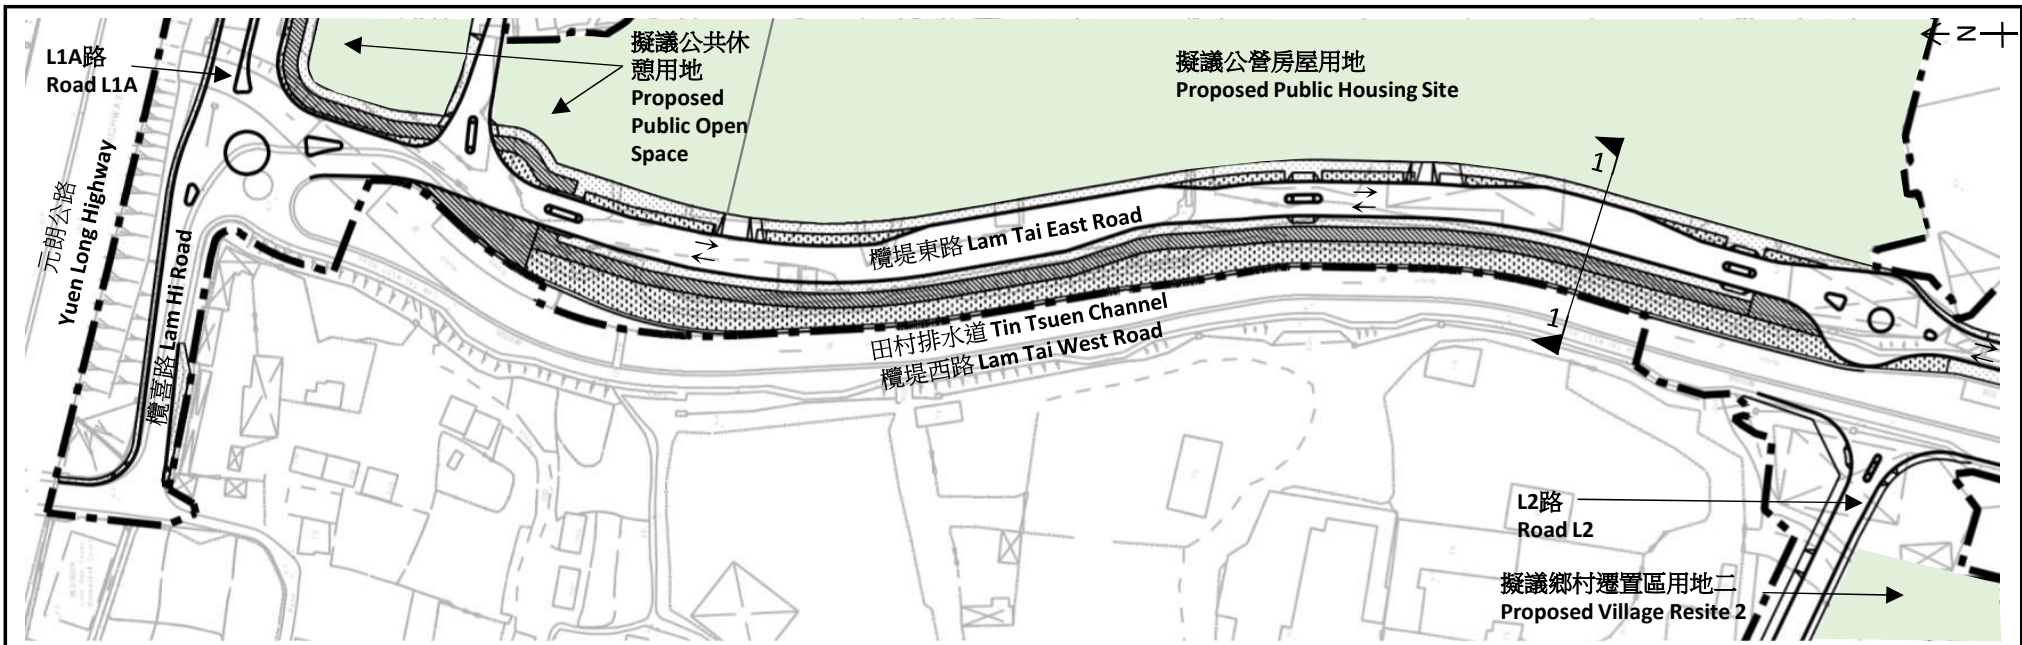 L1A路
Road L1A
擬議公共休
憩用地
Proposed
Public Open
Space
擬議公營房屋用地
Proposed Public Housing Site
N
1
元朗公路
Yuen Long Highway
欖喜路 Lam Hi Road
欖堤東路 Lam Tai East Road
田村排水道 Tin Tsuen Channel
欖堤西路 Lam Tai West Road
1
L2路
Road L2
擬議鄉村遷置區用地二
Proposed Village Resite 2